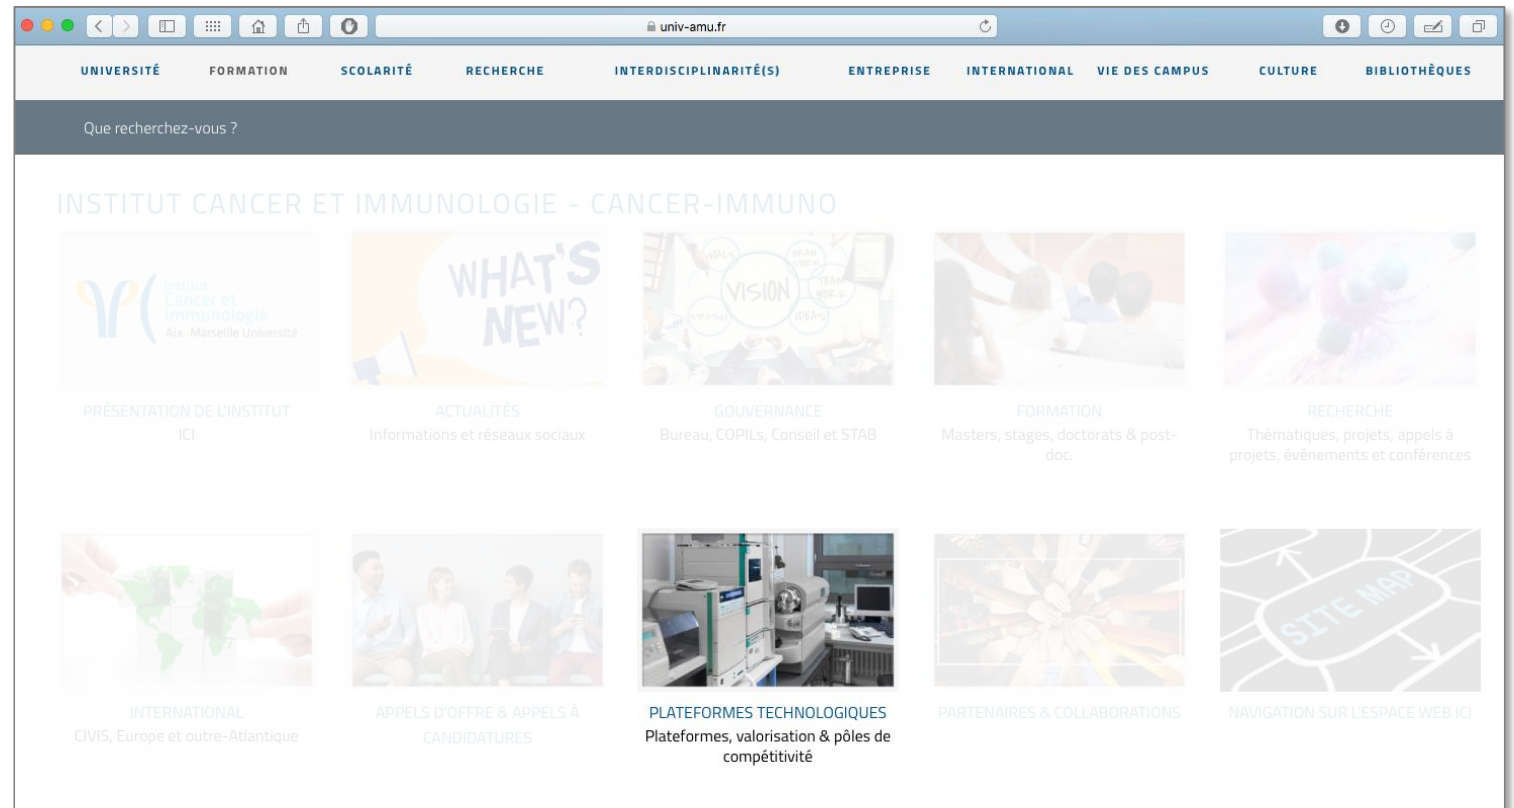 univ-amu.fr
UNIVERSITÉ FORMATION SCOLARITÉ RECHERCHE INTERDISCIPLINARITÉ(S) ENTREPRISE INTERNATIONAL VIE DES CAMPUS CULTURE BIBLIOTHÈQUES
Que recherchez-vous ?
INSTITUT CANCER ET IMMUNOLOGIE - CANCER-IMMUNO
Institut
Cancer et
Immunologie
Aix Marseille Université
WHAT'S
NEW?
GOALS
TEAM
WORK
VISION
IDEAS
PRÉSENTATION DE L'INSTITUT
ICI
ACTUALITÉS
Informations et réseaux sociaux
GOUVERNANCE
Bureau, COPILs, Conseil et STAB
FORMATION
Masters, stages, doctorats & post-
doc.
RECHERCHE
Thématiques, projets, appels à
projets, événements et conférences
SITE MAP
INTERNATIONAL
CIVIS, Europe et outre-Atlantique
APPELS D'OFFRE & APPELS À
CANDIDATURES
PLATEFORMES TECHNOLOGIQUES
Plateformes, valorisation & pôles de
compétitivité
PARTENAIRES & COLLABORATIONS
NAVIGATION SUR L'ESPACE WEB ICI